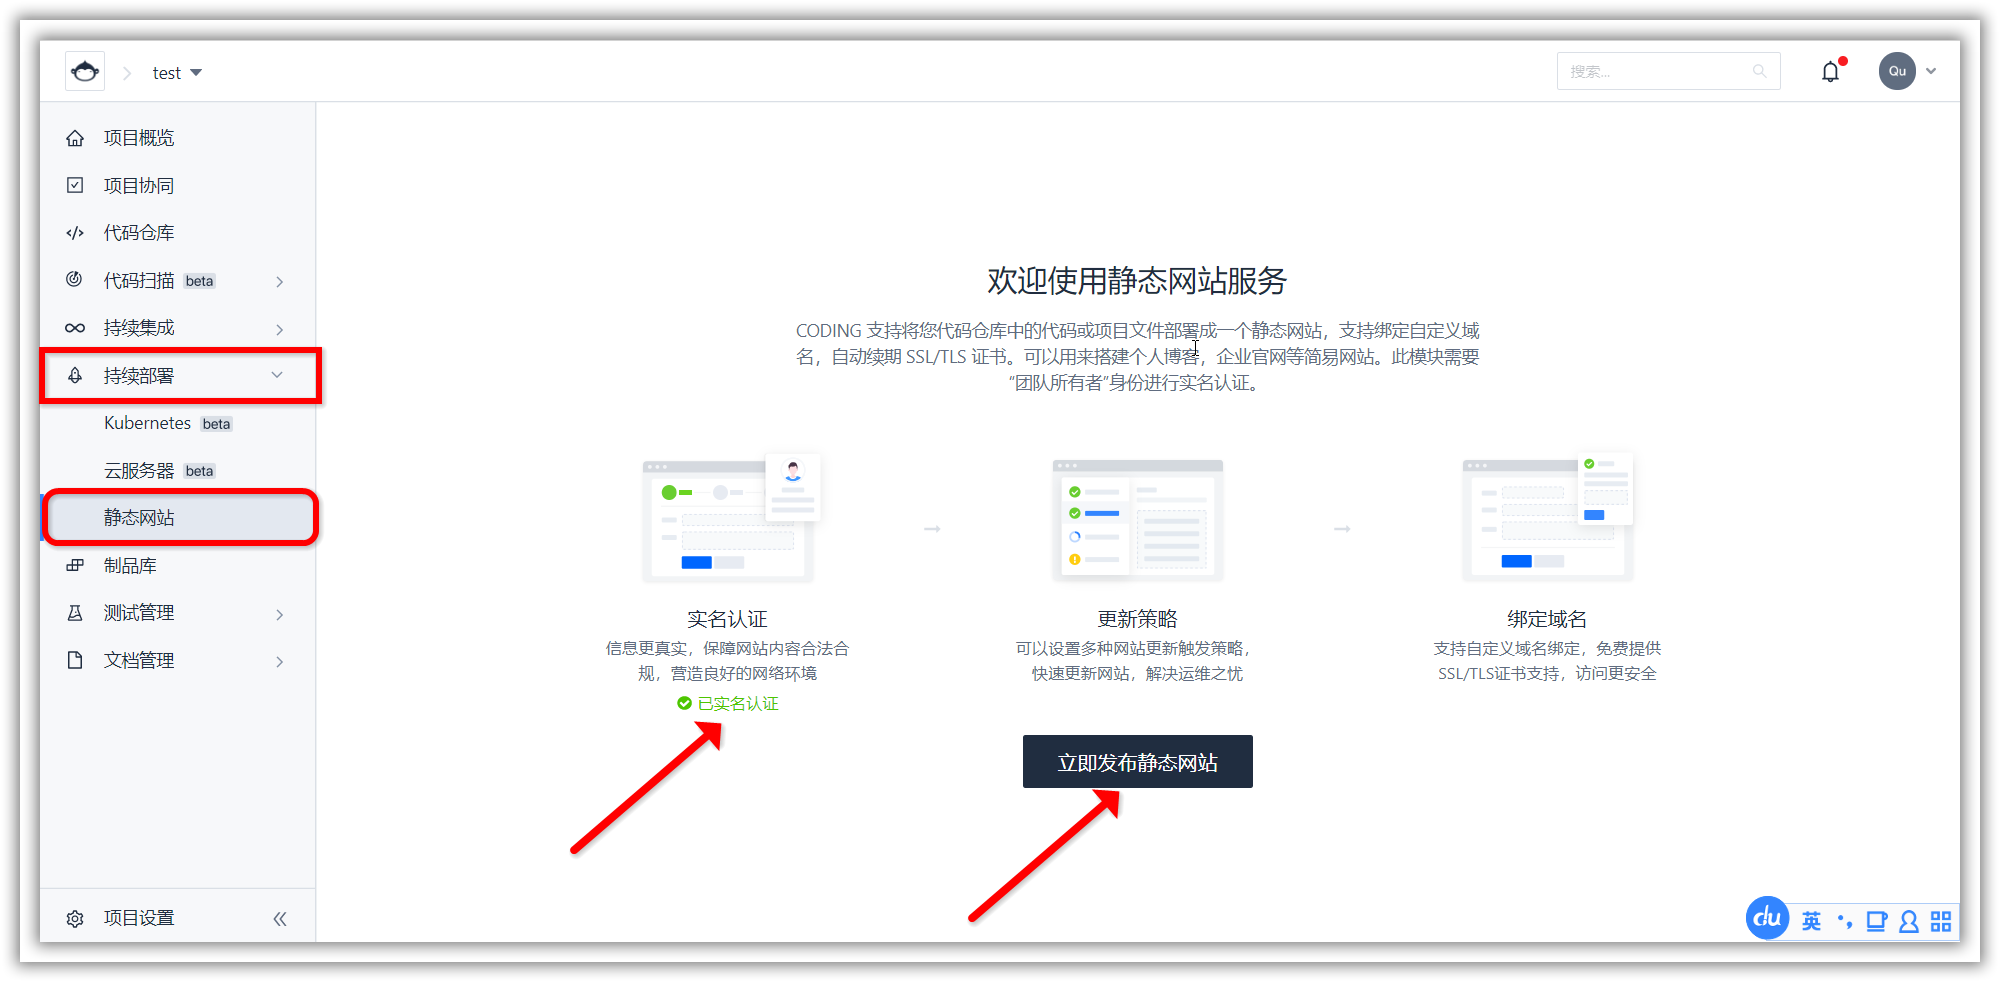 test
搜索...
Qu
项目概览
项目协同
代码仓库
代码扫描 beta
持续集成
持续部署
Kubernetes beta
云服务器 beta
静态网站
制品库
测试管理
文档管理
项目设置
欢迎使用静态网站服务
CODING 支持将您代码仓库中的代码或项目文件部署成一个静态网站，支持绑定自定义域
名，自动续期 SSL/TLS 证书。可以用来搭建个人博客，企业官网等简易网站。此模块需要
“团队所有者”身份进行实名认证。
实名认证
信息更真实，保障网站内容合法合
规，营造良好的网络环境
已实名认证
更新策略
可以设置多种网站更新触发策略，
快速更新网站，解决运维之忧
绑定域名
支持自定义域名绑定，免费提供
SSL/TLS证书支持，访问更安全
立即发布静态网站
du 英